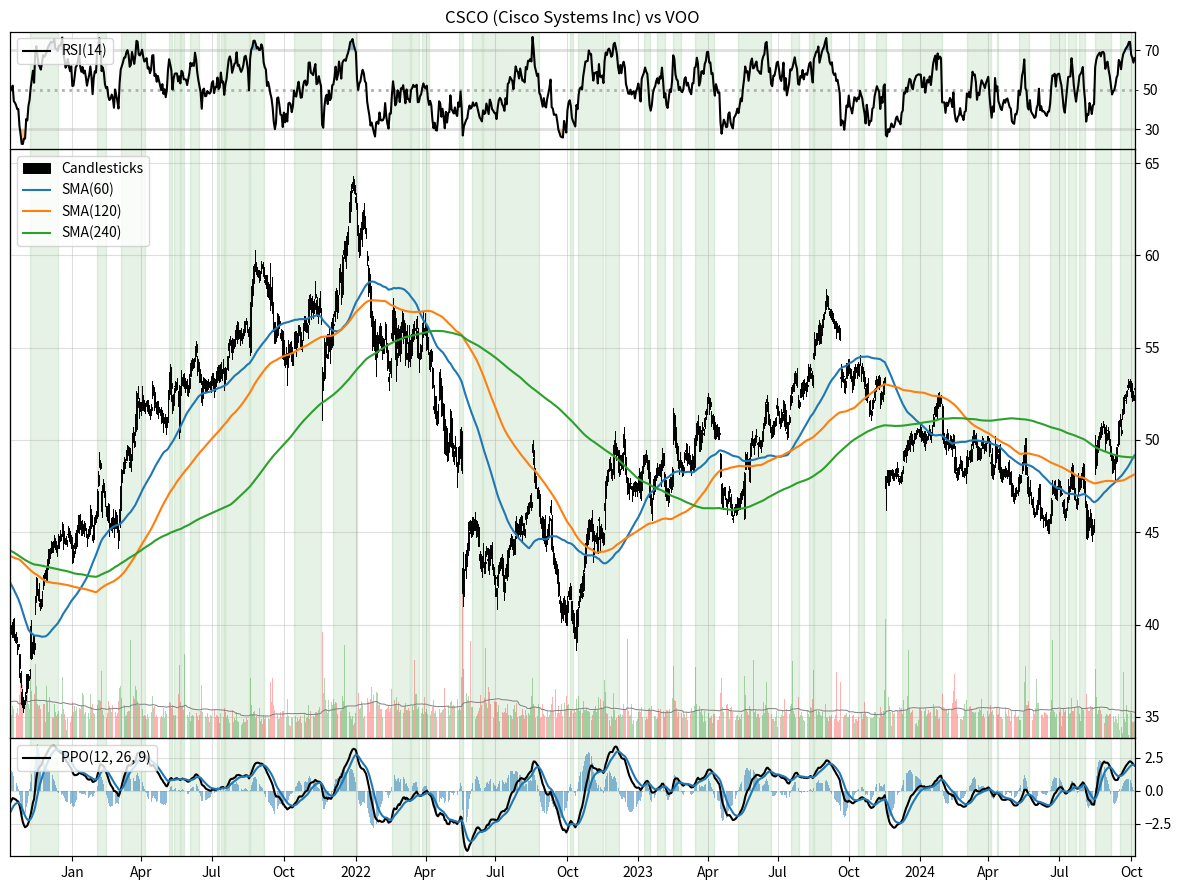 CSCO (Cisco Systems Inc) vs VOO
RSI(14)
70
50
30
Candlesticks
SMA(60)
SMA(120)
SMA(240)
65
60
55
50
45
40
35
PPO(12, 26, 9)
2.5
0.0
−2.5
Jan Apr Jul Oct 2022 Apr Jul Oct 2023 Apr Jul Oct 2024 Apr Jul Oct